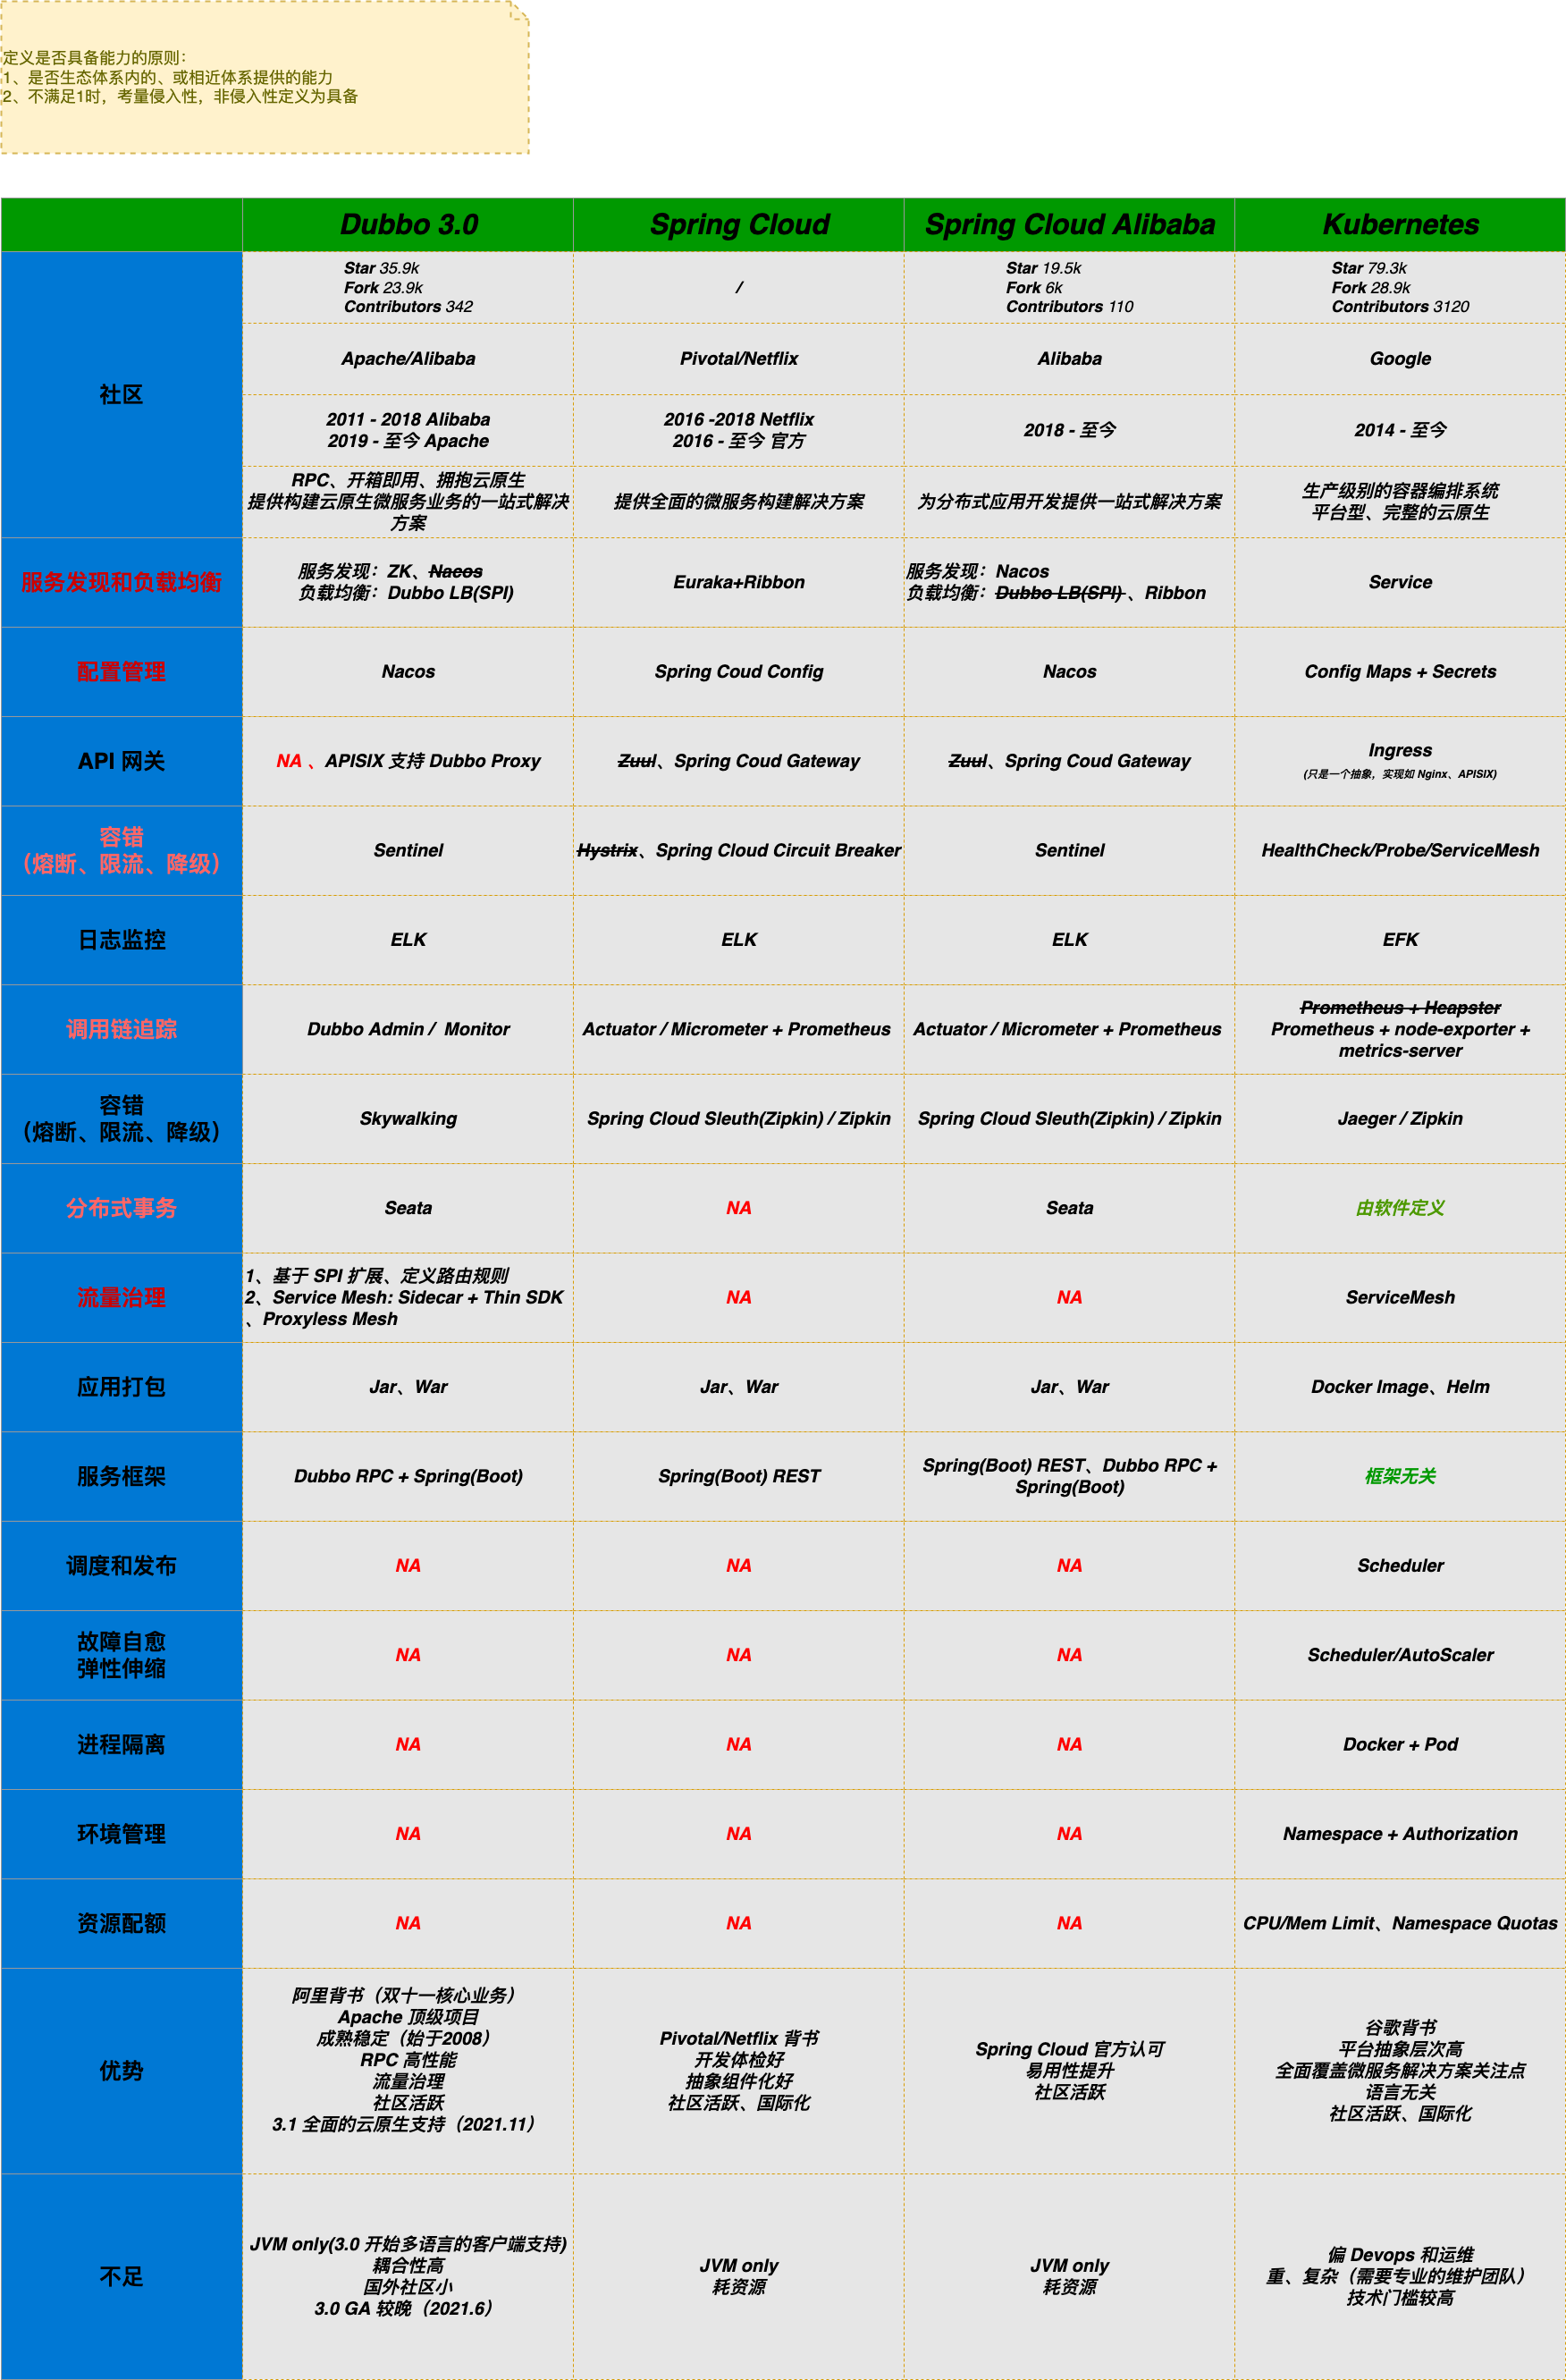 定义是否具备能力的原则：
1、是否生态体系内的、或相近体系提供的能力
2、不满足1时，考量侵入性，非侵入性定义为具备
Dubbo 3.0
Spring Cloud
Spring Cloud Alibaba
Kubernetes
社区
Star 35.9k
Fork 23.9k
Contributors 342
/
Star 19.5k
Fork 6k
Contributors 110
Star 79.3k
Fork 28.9k
Contributors 3120
Apache/Alibaba
Pivotal/Netflix
Alibaba
Google
2011 - 2018 Alibaba
2019 - 至今 Apache
2016 -2018 Netflix
2016 - 至今 官方
2018 - 至今
2014 - 至今
RPC、开箱即用、拥抱云原生
提供构建云原生微服务业务的一站式解决
方案
提供全面的微服务构建解决方案
为分布式应用开发提供一站式解决方案
生产级别的容器编排系统
平台型、完整的云原生
服务发现和负载均衡
服务发现：ZK、Nacos
负载均衡：Dubbo LB(SPI)
Euraka+Ribbon
服务发现：Nacos
负载均衡：Dubbo LB(SPI) 、Ribbon
Service
配置管理
Nacos
Spring Coud Config
Nacos
Config Maps + Secrets
API 网关
NA 、APISIX 支持 Dubbo Proxy
Zuul、Spring Coud Gateway
Zuul、Spring Coud Gateway
Ingress
(只是一个抽象，实现如 Nginx、APISIX)
容错
（熔断、限流、降级）
Sentinel
Hystrix、Spring Cloud Circuit Breaker
Sentinel
HealthCheck/Probe/ServiceMesh
日志监控
ELK
ELK
ELK
EFK
调用链追踪
Dubbo Admin / Monitor
Actuator / Micrometer + Prometheus
Actuator / Micrometer + Prometheus
Prometheus + Heapster
Prometheus + node-exporter +
metrics-server
容错
（熔断、限流、降级）
Skywalking
Spring Cloud Sleuth(Zipkin) / Zipkin
Spring Cloud Sleuth(Zipkin) / Zipkin
Jaeger / Zipkin
分布式事务
Seata
NA
Seata
由软件定义
流量治理
1、基于 SPI 扩展、定义路由规则
2、Service Mesh: Sidecar + Thin SDK
、Proxyless Mesh
NA
NA
ServiceMesh
应用打包
Jar、War
Jar、War
Jar、War
Docker Image、Helm
服务框架
Dubbo RPC + Spring(Boot)
Spring(Boot) REST
Spring(Boot) REST、Dubbo RPC +
Spring(Boot)
框架无关
调度和发布
NA
NA
NA
Scheduler
故障自愈
弹性伸缩
NA
NA
NA
Scheduler/AutoScaler
进程隔离
NA
NA
NA
Docker + Pod
环境管理
NA
NA
NA
Namespace + Authorization
资源配额
NA
NA
NA
CPU/Mem Limit、Namespace Quotas
优势
阿里背书（双十一核心业务）
Apache 顶级项目
成熟稳定（始于2008）
RPC 高性能
流量治理
社区活跃
3.1 全面的云原生支持（2021.11）
Pivotal/Netflix 背书
开发体检好
抽象组件化好
社区活跃、国际化
Spring Cloud 官方认可
易用性提升
社区活跃
谷歌背书
平台抽象层次高
全面覆盖微服务解决方案关注点
语言无关
社区活跃、国际化
不足
JVM only(3.0 开始多语言的客户端支持)
耦合性高
国外社区小
3.0 GA 较晚（2021.6）
JVM only
耗资源
JVM only
耗资源
偏 Devops 和运维
重、复杂（需要专业的维护团队）
技术门槛较高